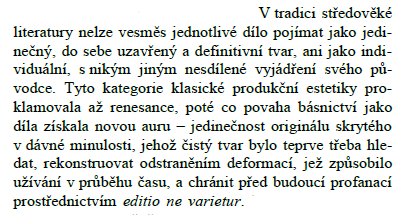 V tradici středověké
literatury nelze vesměs jednotlivé dílo pojímat jako jedi-
nečný, do sebe uzavřený a definitivní tvar, ani jako indi-
viduální, s nikým jiným nesdílené vyjádření svého pů-
vodce. Tyto kategorie klasické produkční estetiky pro-
klamovala až renesance, poté co povaha básnictví jako
díla získala novou auru – jedinečnost originálu skrytého
v dávné minulosti, jehož čistý tvar bylo teprve třeba hle-
dat, rekonstruovat odstraněním deformací, jež způsobilo
užívání v průběhu času, a chránit před budoucí profanací
prostřednictvím editio ne varietur.